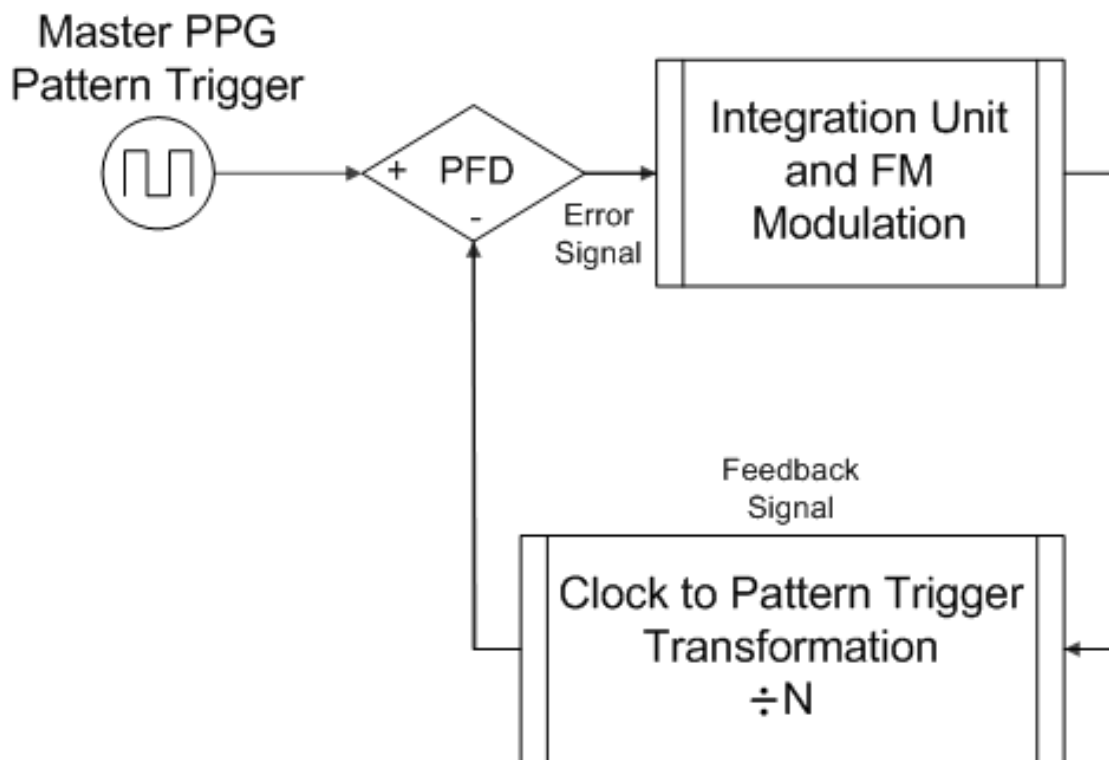 Master PPG
Pattern Trigger
+ PFD
-
Error
Signal
Integration Unit
and FM
Modulation
Feedback
Signal
Clock to Pattern Trigger
Transformation
÷N